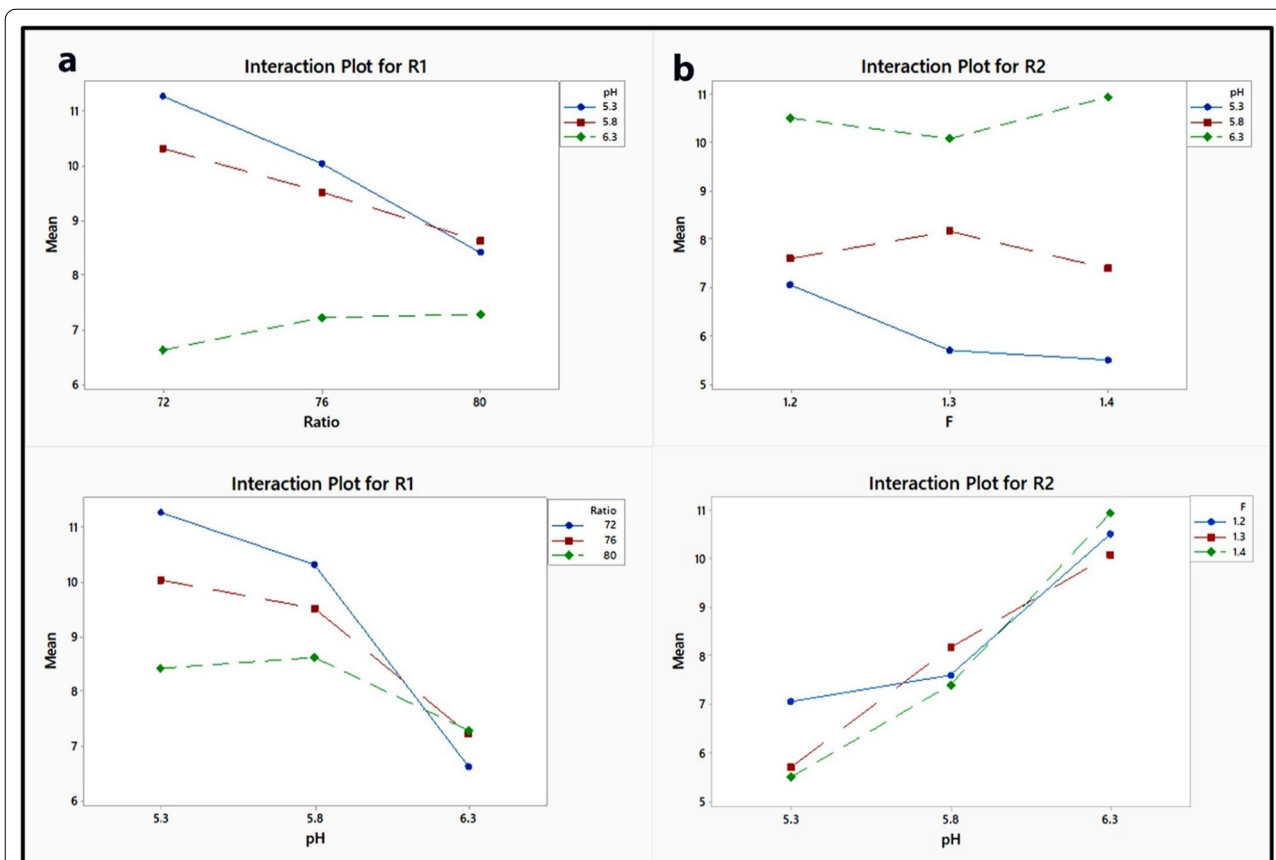 a
Interaction Plot for R1
pH
5.3
5.8
6.3
11
10
9
8
7
6
Mean
72 76 80
Ratio
b
Interaction Plot for R2
pH
5.3
5.8
6.3
11
10
9
8
7
6
5
Mean
1.2 1.3 1.4
F
Interaction Plot for R1
Ratio
72
76
80
11
10
9
8
7
6
Mean
5.3 5.8 6.3
pH
Interaction Plot for R2
F
1.2
1.3
1.4
11
10
9
8
7
6
5
Mean
5.3 5.8 6.3
pH